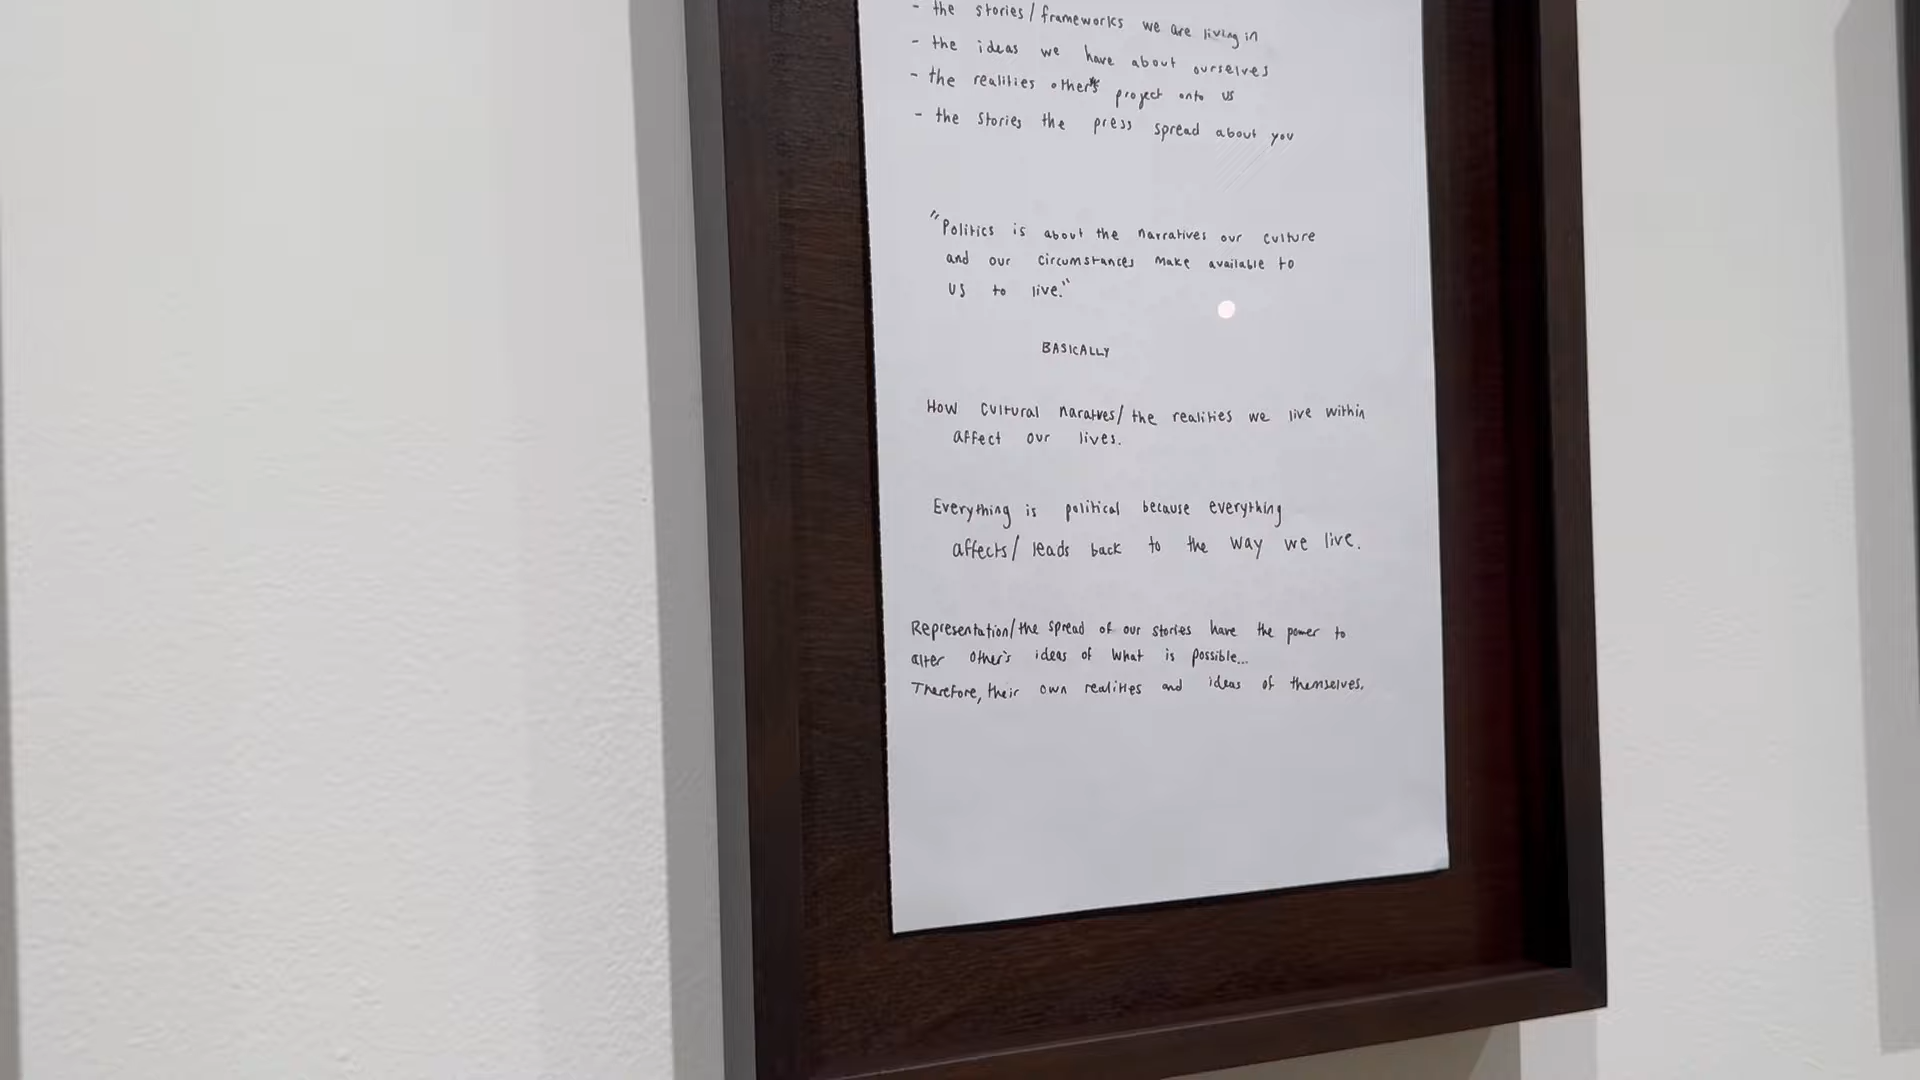 - the stories/frameworks we are living in
- the ideas we have about ourselves
- the realities others project onto us
- the stories the press spread about you
"Politics is about the narratives our culture
and our circumstances make available to
us to live."
BASICALLY
How cultural naratves/the realities we live within
affect our lives.
Everything is political because everything
affects/leads back to the way we live.
Representation/the spread of our stories have the power to
alter other's ideas of what is possible...
Therefore, their own realities and ideas of themselves.